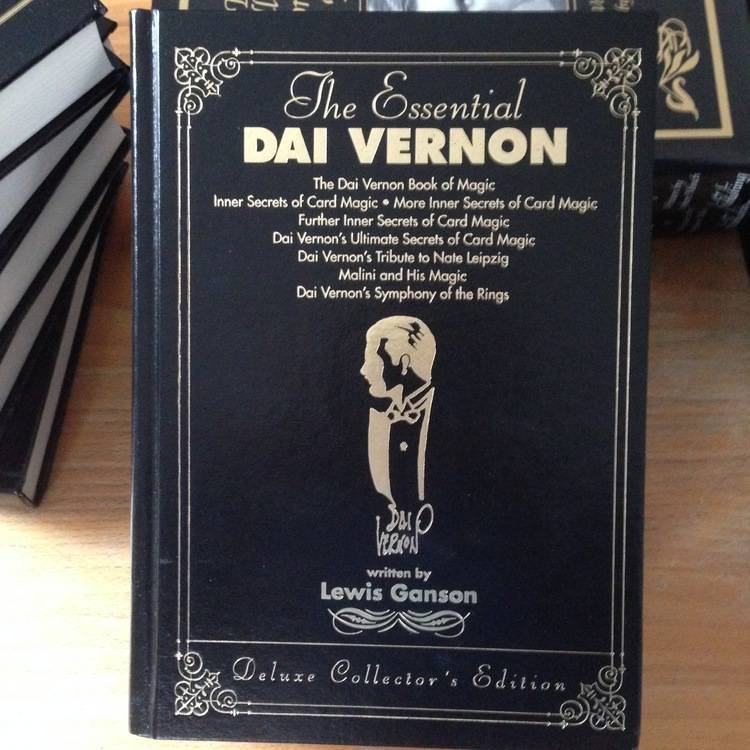 The Essential
DAI VERNON
The Dai Vernon Book of Magic
Inner Secrets of Card Magic • More Inner Secrets of Card Magic
Further Inner Secrets of Card Magic
Dai Vernon's Ultimate Secrets of Card Magic
Dai Vernon's Tribute to Nate Leipzig
Malini and His Magic
Dai Vernon's Symphony of the Rings
DAI
VERNON
written by
Lewis Ganson
Deluxe Collector's Edition